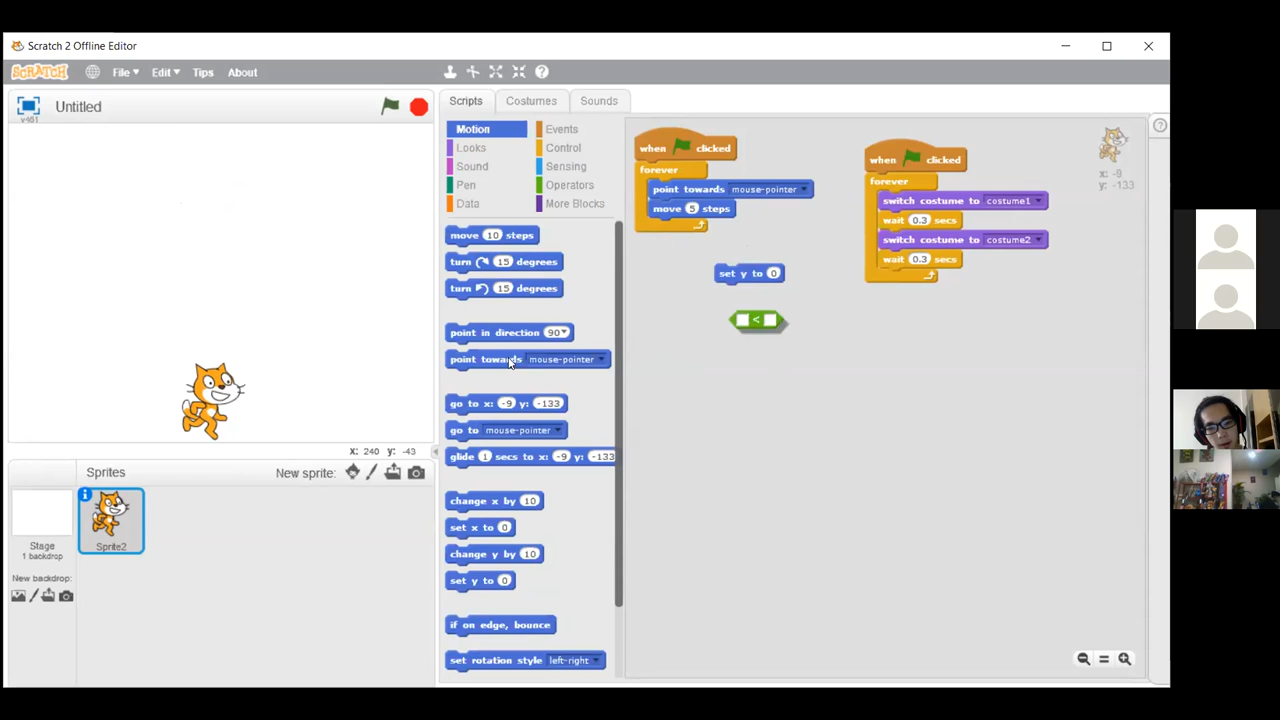 Scratch 2 Offline Editor
SCRATCH File Edit Tips About
v461 Untitled
Scripts Costumes Sounds
Motion Events
Looks Control
Sound Sensing
Pen Operators
Data More Blocks
move 10 steps
turn 15 degrees
turn 15 degrees
point in direction 90
point towards mouse-pointer
go to x: -9 y: -133
go to mouse-pointer
glide 1 secs to x: -9 y: -133
change x by 10
set x to 0
change y by 10
set y to 0
if on edge, bounce
set rotation style left-right
when clicked
forever
point towards mouse-pointer
move 5 steps
set y to 0
<
when clicked
forever
switch costume to costume1
wait 0.3 secs
switch costume to costume2
wait 0.3 secs
x: -9
y: -133
x: 240 y: -43
Sprites New sprite:
Stage
1 backdrop
New backdrop:
Sprite2